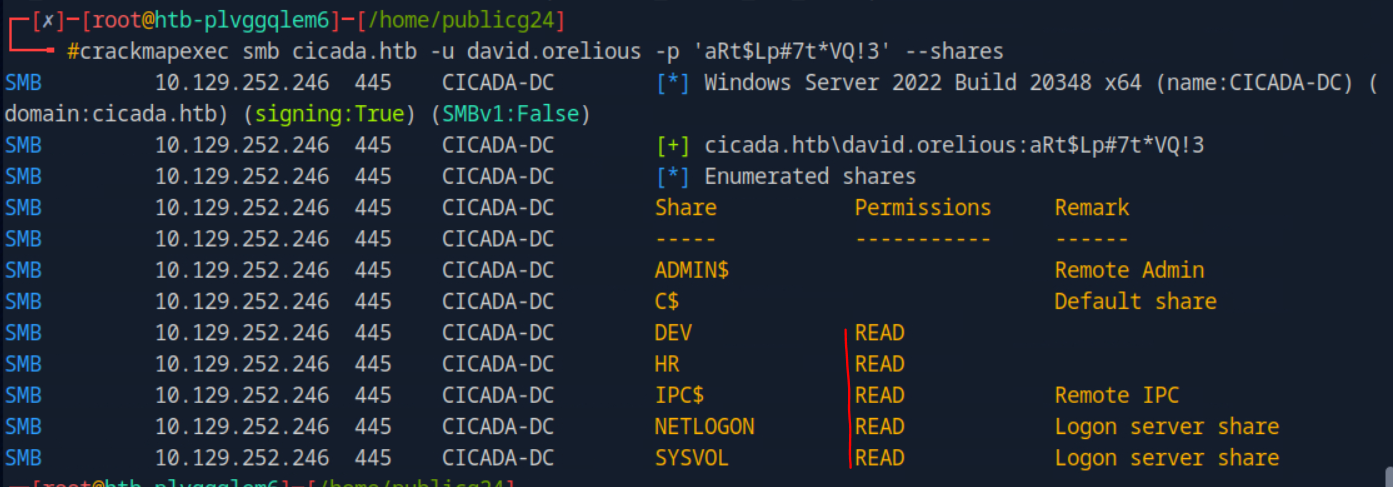 [✗]─[root@htb-plvggqlem6]─[/home/publicg24]
#crackmapexec smb cicada.htb -u david.orelious -p 'aRt$Lp#7t*VQ!3' --shares
SMB 10.129.252.246 445 CICADA-DC [*] Windows Server 2022 Build 20348 x64 (name:CICADA-DC) (
domain:cicada.htb) (signing:True) (SMBv1:False)
SMB 10.129.252.246 445 CICADA-DC [+] cicada.htb\david.orelious:aRt$Lp#7t*VQ!3
SMB 10.129.252.246 445 CICADA-DC [*] Enumerated shares
SMB 10.129.252.246 445 CICADA-DC Share Permissions Remark
SMB 10.129.252.246 445 CICADA-DC ----- ----------- ------
SMB 10.129.252.246 445 CICADA-DC ADMIN$ Remote Admin
SMB 10.129.252.246 445 CICADA-DC C$ Default share
SMB 10.129.252.246 445 CICADA-DC DEV READ
SMB 10.129.252.246 445 CICADA-DC HR READ
SMB 10.129.252.246 445 CICADA-DC IPC$ READ Remote IPC
SMB 10.129.252.246 445 CICADA-DC NETLOGON READ Logon server share
SMB 10.129.252.246 445 CICADA-DC SYSVOL READ Logon server share
[root@htb-plvggqlem6]─[/home/publicg24]